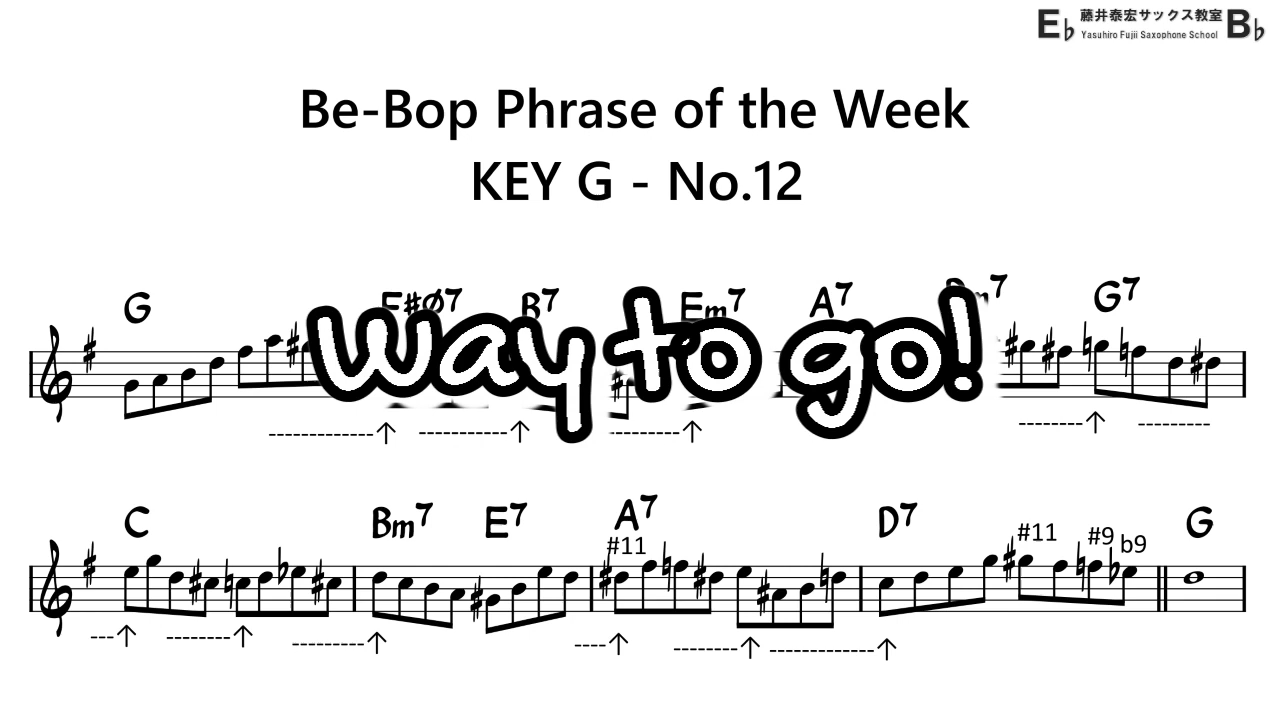 E♭ 藤井泰宏サックス教室 B♭
Yasuhiro Fujii Saxophone School
Be-Bop Phrase of the Week
KEY G - No.12
G F#Ø7 B7 Em7 A7 Dm7 G7
Way to go!
C Bm7 E7 A7 D7 G
#11 #11 #9 b9